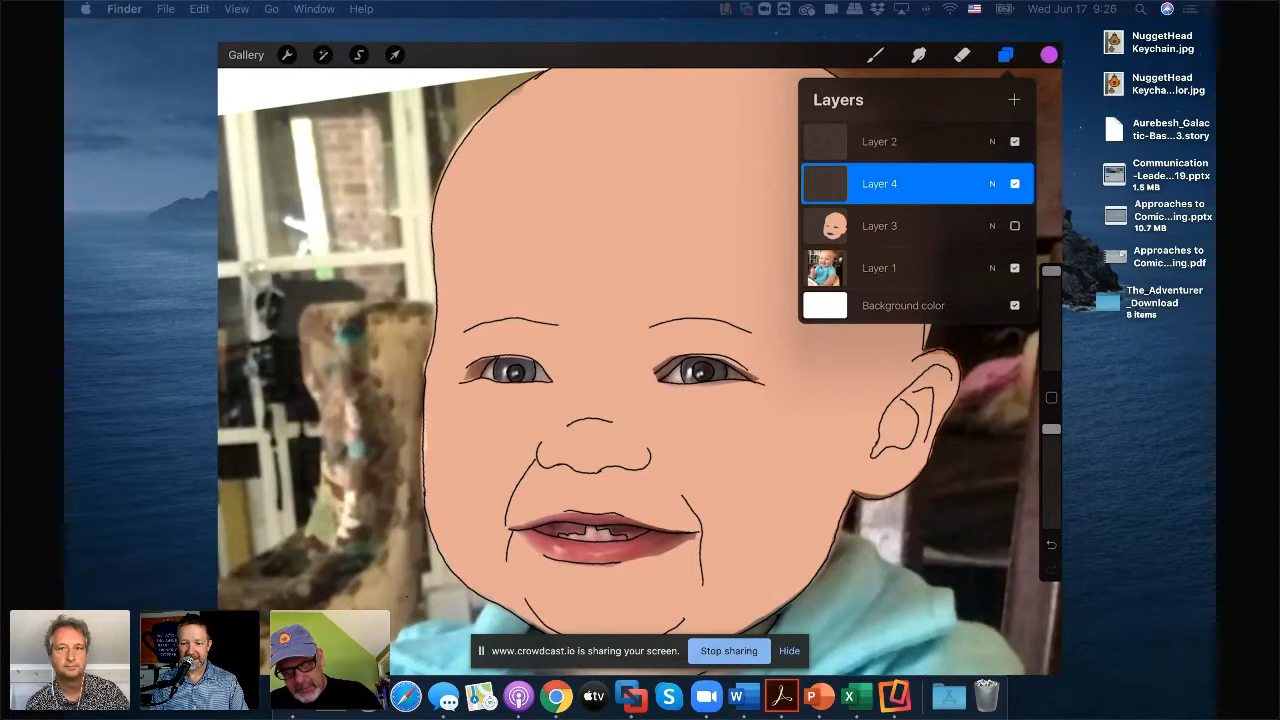 Finder File Edit View Go Window Help
Wed Jun 17 9:26
Gallery
Layers
Layer 2 N
Layer 4 N
Layer 3 N
Layer 1 N
Background color
NuggetHead
Keychain.jpg
NuggetHead
Keycha...lor.jpg
Aurebesh_Galac
tic-Bas...3.story
Communication
-Leade...19.pptx
1.5 MB
Approaches to
Comic...ing.pptx
10.7 MB
Approaches to
Comic...ing.pdf
The_Adventurer
_Download
8 items
www.crowdcast.io is sharing your screen. Stop sharing Hide
tv